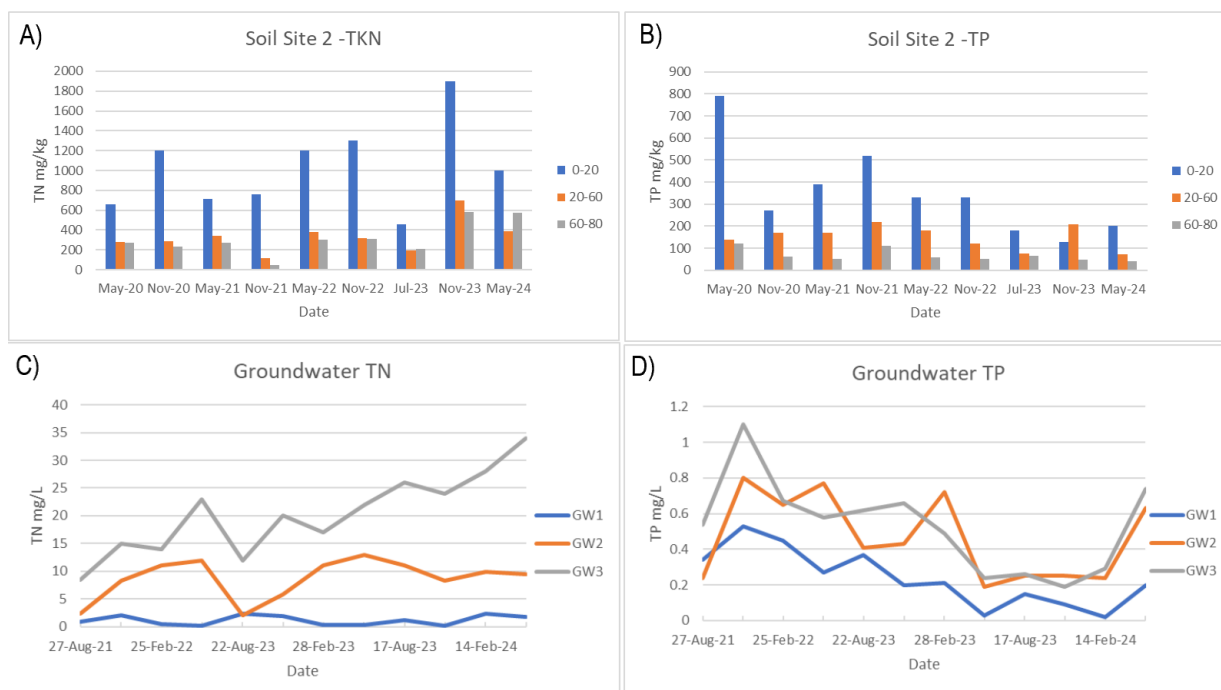 A)
Soil Site 2 -TKN
TN mg/kg
2000
1800
1600
1400
1200
1000
800
600
400
200
0
May-20 Nov-20 May-21 Nov-21 May-22 Nov-22 Jul-23 Nov-23 May-24
Date
0-20
20-60
60-80
B)
Soil Site 2 -TP
TP mg/kg
900
800
700
600
500
400
300
200
100
0
May-20 Nov-20 May-21 Nov-21 May-22 Nov-22 Jul-23 Nov-23 May-24
Date
0-20
20-60
60-80
C)
Groundwater TN
TN mg/L
40
35
30
25
20
15
10
5
0
27-Aug-21 25-Feb-22 22-Aug-23 28-Feb-23 17-Aug-23 14-Feb-24
Date
GW1
GW2
GW3
D)
Groundwater TP
TP mg/L
1.2
1
0.8
0.6
0.4
0.2
0
27-Aug-21 25-Feb-22 22-Aug-23 28-Feb-23 17-Aug-23 14-Feb-24
Date
GW1
GW2
GW3